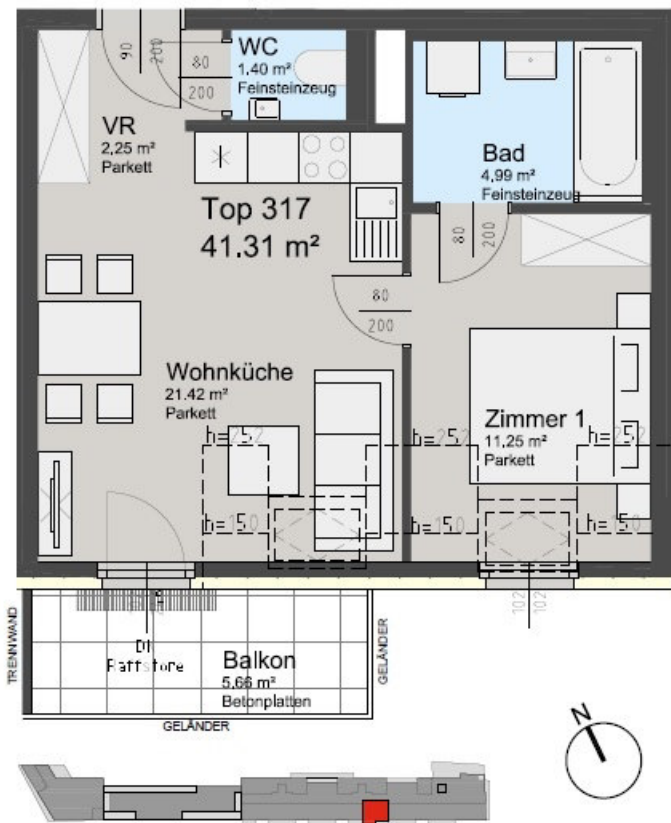 WC
1.40 m²
Feinsteinzeug
90
200
80
200
VR
2,25 m²
Parkett
Bad
4,99 m²
Feinsteinzeug
Top 317
41.31 m²
80
200
80
200
Wohnküche
21.42 m²
Parkett
Zimmer 1
11,25 m²
Parkett
h=252
h=252
h=252
h=150
h=150
h=150
102
102
TRENNWAND
GELÄNDER
Balkon
5,66 m²
Betonplatten
GELÄNDER
N